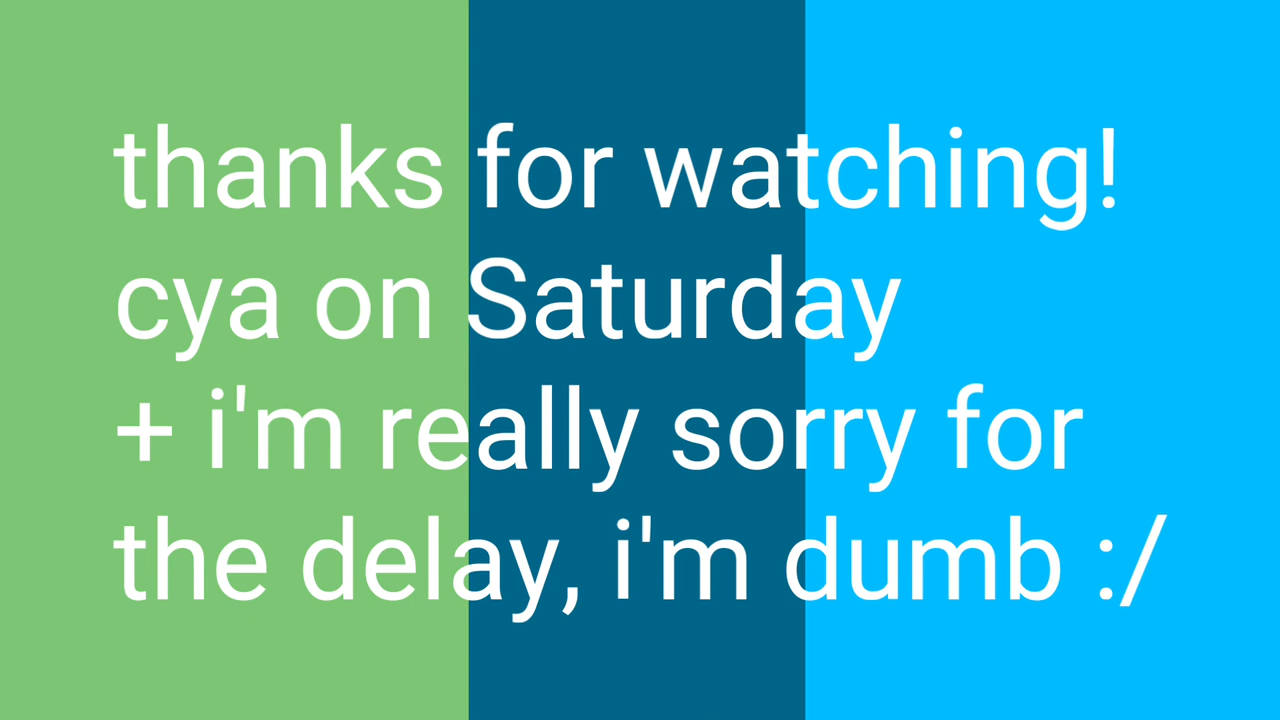 thanks for watching!
cya on Saturday
+ i'm really sorry for
the delay, i'm dumb :/